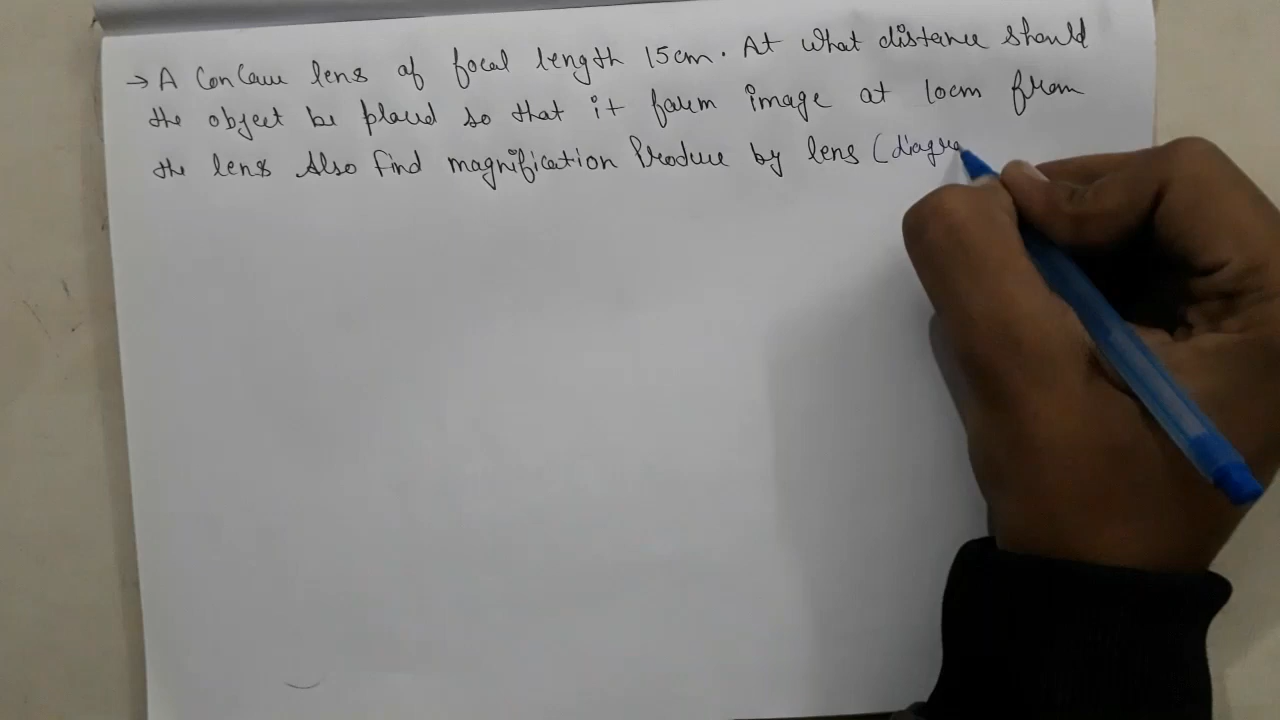 → A Concave lens of focal length 15cm. At what distance should
the object be placed so that it form image at 10cm from
the lens Also find magnification Produce by lens (diagra